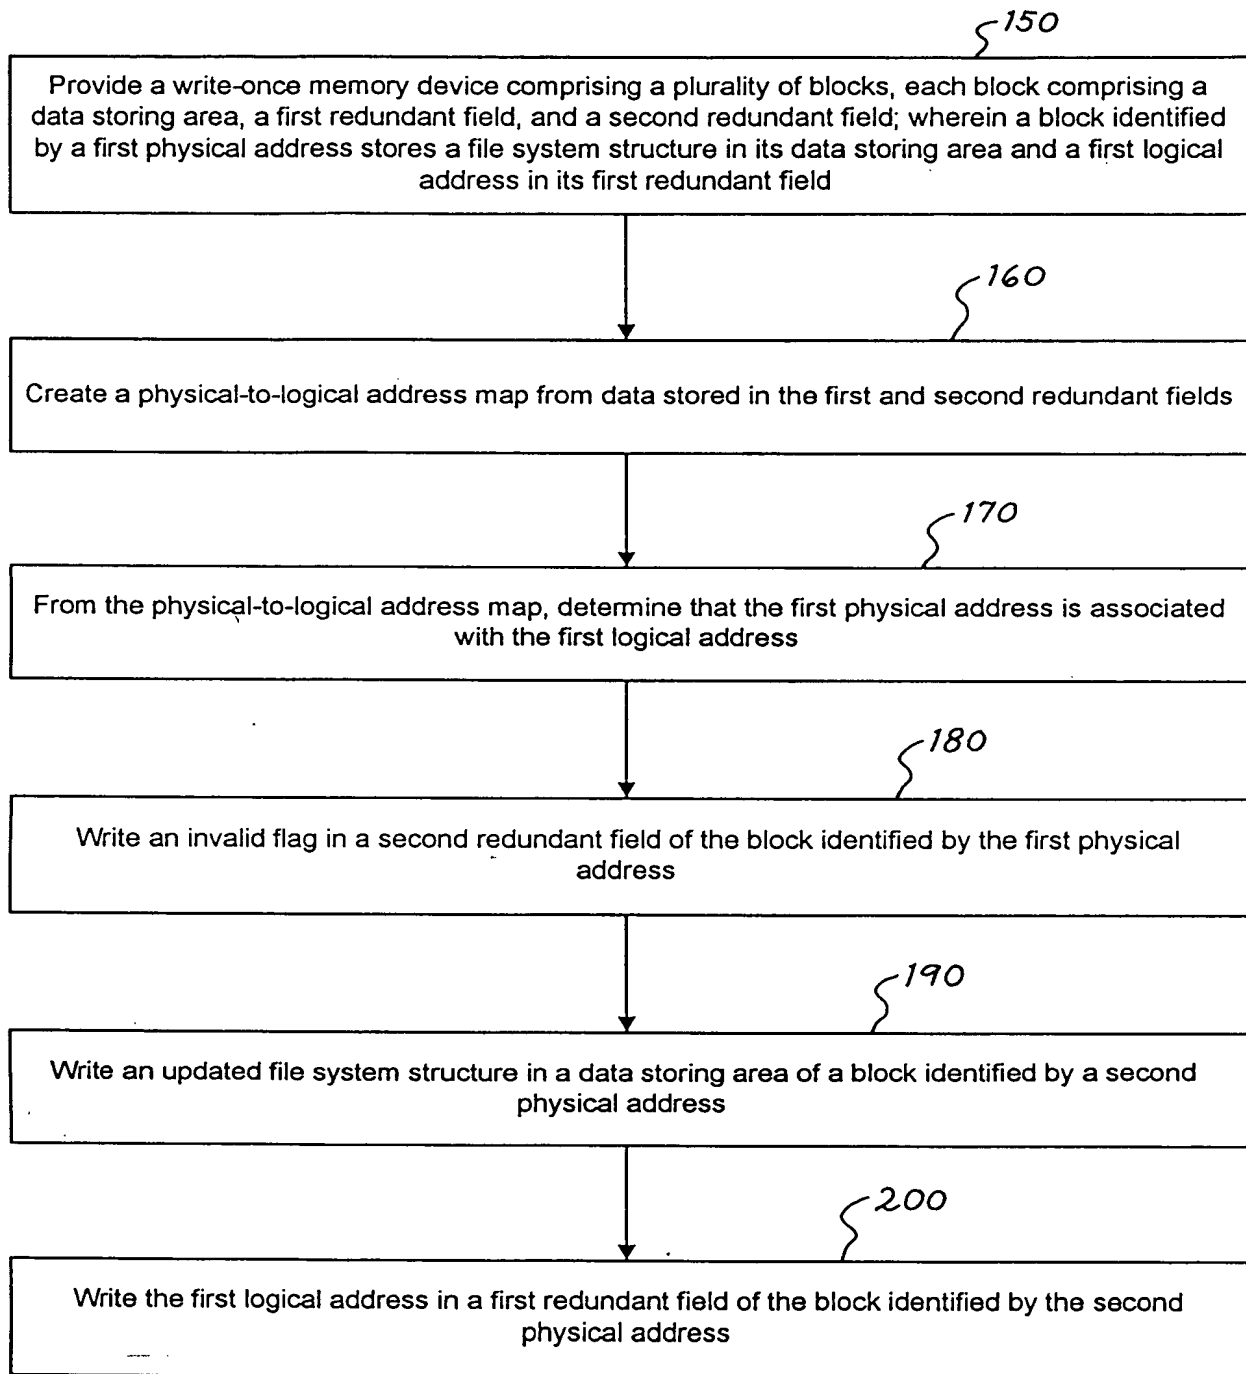 150
Provide a write-once memory device comprising a plurality of blocks, each block comprising a
data storing area, a first redundant field, and a second redundant field; wherein a block identified
by a first physical address stores a file system structure in its data storing area and a first logical
address in its first redundant field
160
Create a physical-to-logical address map from data stored in the first and second redundant fields
170
From the physical-to-logical address map, determine that the first physical address is associated
with the first logical address
180
Write an invalid flag in a second redundant field of the block identified by the first physical
address
190
Write an updated file system structure in a data storing area of a block identified by a second
physical address
200
Write the first logical address in a first redundant field of the block identified by the second
physical address